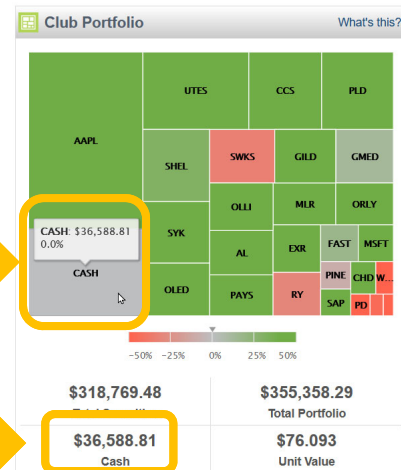 Club Portfolio What's this?
UTES CCS PLD
AAPL
SHEL SWKS GILD GMED
OLLI MLR ORLY
CASH: $36,588.81
0.0%
SYK AL EXR FAST MSFT
CASH
OLED PAYS RY PINE CHD W...
SAP PD
-50% -25% 0% 25% 50%
$318,769.48 $355,358.29
Total Portfolio
$36,588.81 $76.093
Cash Unit Value